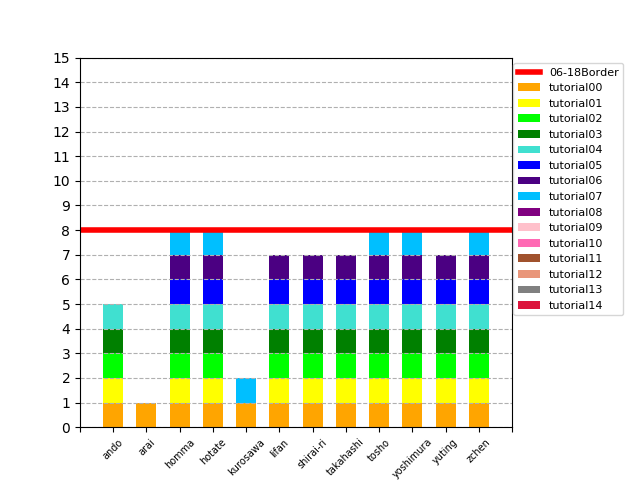 15
14
13
12
11
10
9
8
7
6
5
4
3
2
1
0
ando
arai
homma
hotate
kurosawa
lifan
shirai-ri
takahashi
tosho
yoshimura
yuting
zchen
06-18Border
tutorial00
tutorial01
tutorial02
tutorial03
tutorial04
tutorial05
tutorial06
tutorial07
tutorial08
tutorial09
tutorial10
tutorial11
tutorial12
tutorial13
tutorial14